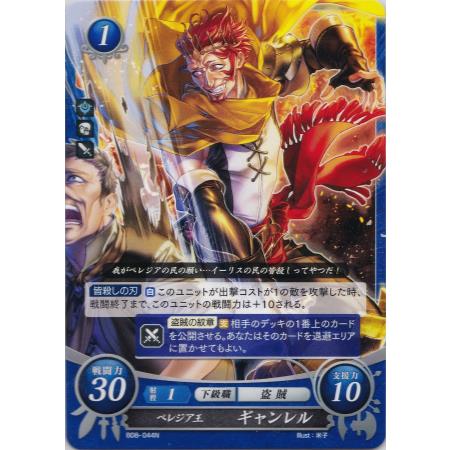 1
我がペレジアの民の願い…イーリスの民の皆殺しってやつだ！
皆殺しの刃 自 このユニットが出撃コストが1の敵を攻撃した時、
戦闘終了まで、このユニットの戦闘力は＋10される。
盗賊の紋章 攻 相手のデッキの1番上のカード
を公開させる。あなたはそのカードを退避エリア
に置かせてもよい。
戦闘力
30
射程 1 下級職 盗賊
支援力
10
ペレジア王 ギャンレル
B08-044N
Illust：米子